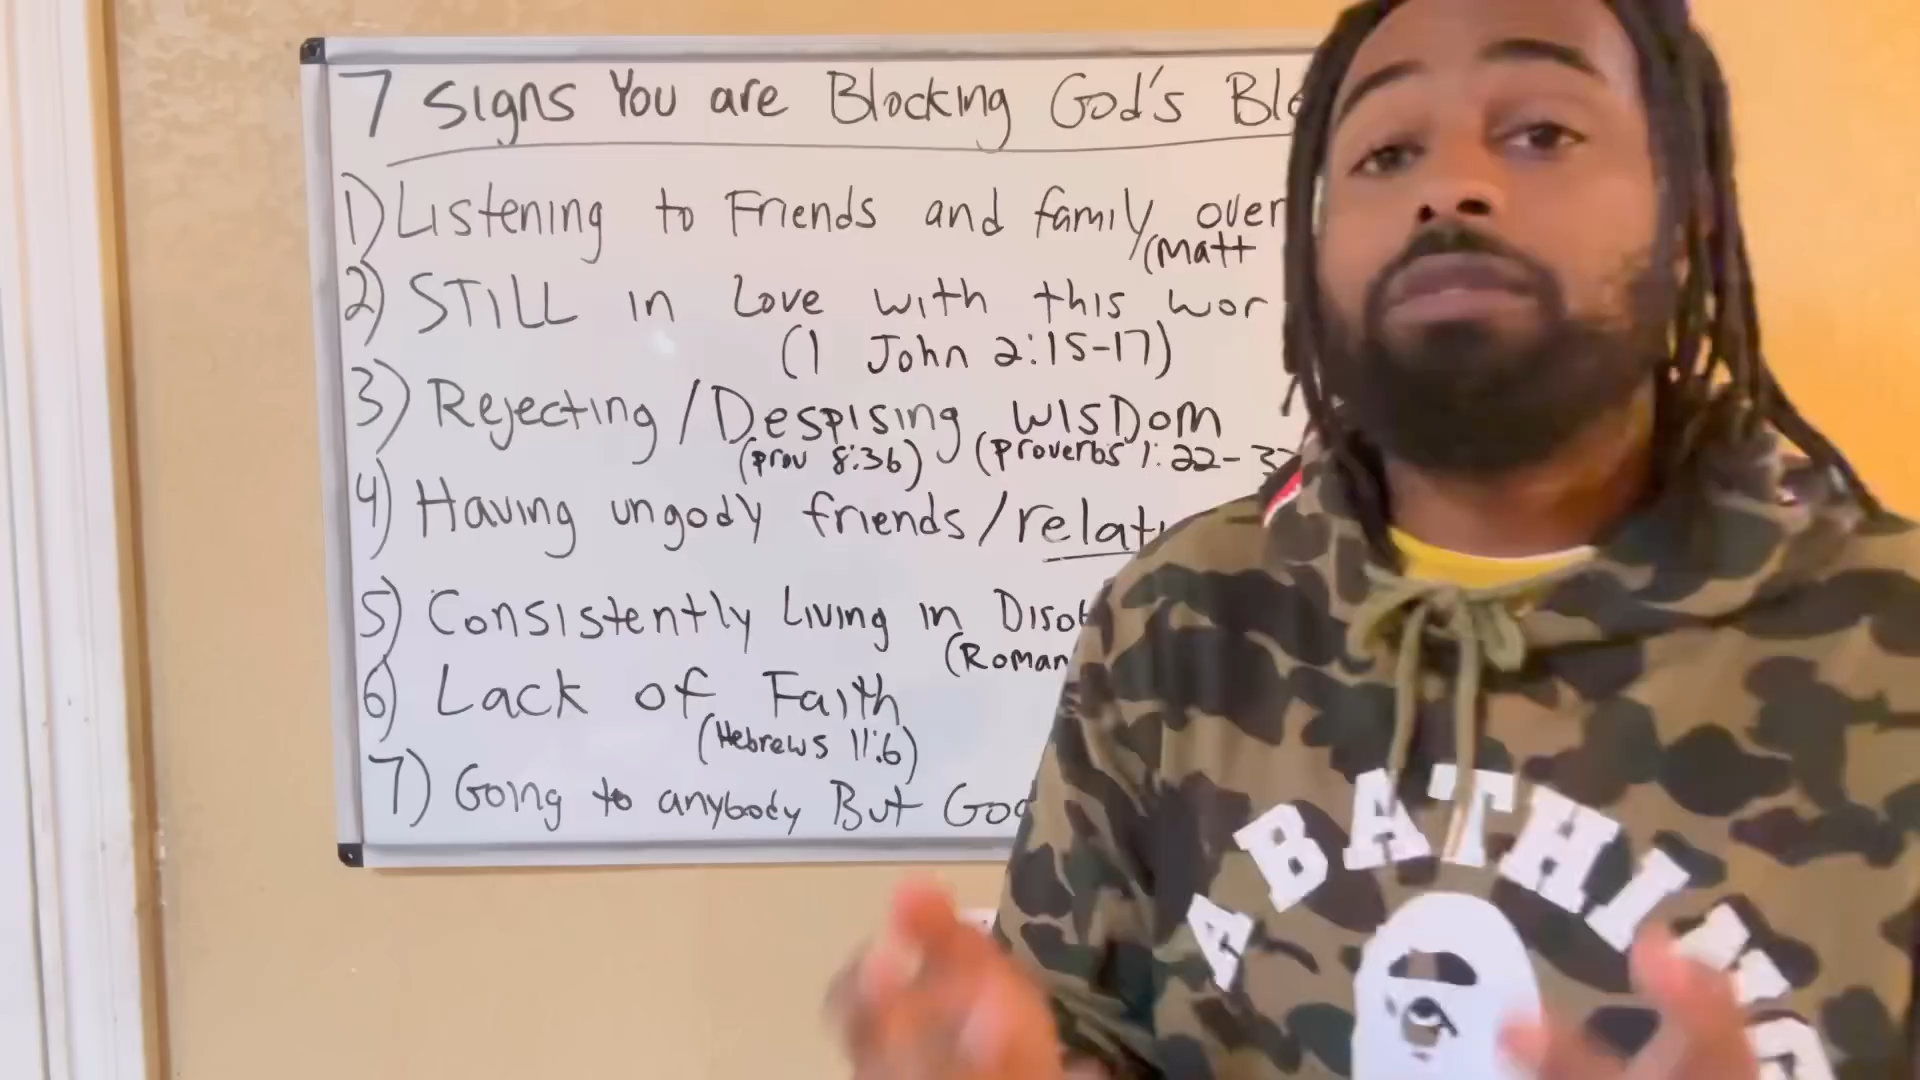 7 Signs You are Blocking God's Ble
1) Listening to Friends and family over
(Matt
2) STILL in Love with this wor
(1 John 2:15-17)
3) Rejecting/Despising WISDOM
(Prov 8:36) (Proverbs 1:22-3
4) Having ungody friends/relati
5) Consistently Living in Disob
(Roman
6) Lack of Faith
(Hebrews 11:6)
7) Going to anybody But God
A BATHING